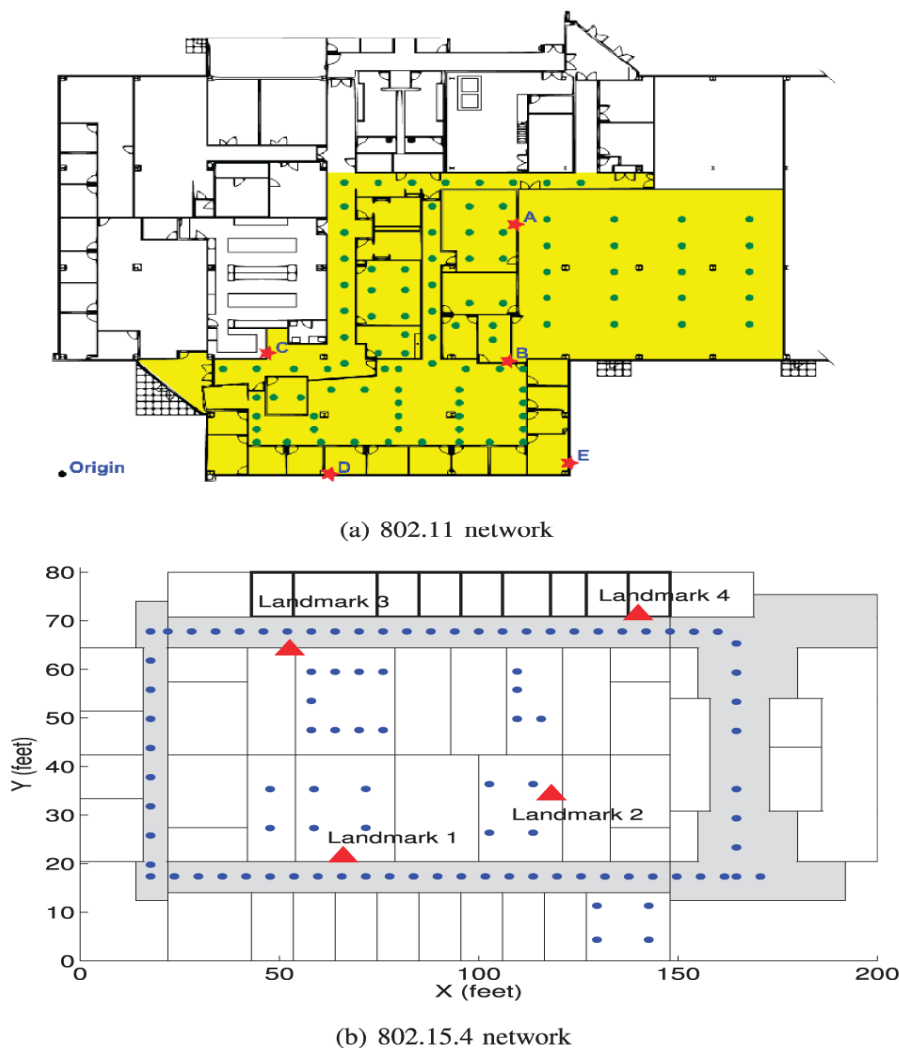 A
B
C
D
E
Origin
(a) 802.11 network
80
70
60
50
40
30
20
10
0
Y (feet)
Landmark 3
Landmark 4
Landmark 2
Landmark 1
0
50
100
150
200
X (feet)
(b) 802.15.4 network